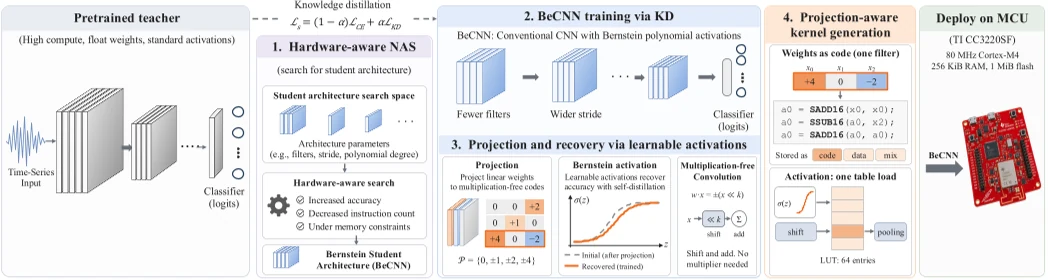 Pretrained teacher
(High compute, float weights, standard activations)
Time-Series
Input
Classifier
(logits)
Knowledge distillation
ℒₛ = (1 − α)ℒ_CE + αℒ_KD
1. Hardware-aware NAS
(search for student architecture)
Student architecture search space
Architecture parameters
(e.g., filters, stride, polynomial degree)
Hardware-aware search
Increased accuracy
Decreased instruction count
Under memory constraints
Bernstein Student
Architecture (BeCNN)
2. BeCNN training via KD
BeCNN: Conventional CNN with Bernstein polynomial activations
Fewer filters
Wider stride
Classifier
(logits)
3. Projection and recovery via learnable activations
Projection
Project linear weights
to multiplication-free codes
0 0 +2
0 +1 0
+4 0 −2
𝒫 = {0, ±1, ±2, ±4}
Bernstein activation
Learnable activations recover
accuracy with self-distillation
σ(z)
z
Initial (after projection)
Recovered (trained)
Multiplication-free
Convolution
w·x = ±(x ≪ k)
x ≪ k Σ
shift add
Shift and add. No
multiplier needed
4. Projection-aware
kernel generation
Weights as code (one filter)
x₀ x₁ x₂
+4 0 −2
a0 = SADD16(x0, x0);
a0 = SSUB16(a0, x2);
a0 = SADD16(a0, a0);
Stored as code data mix
Activation: one table load
σ(z)
shift
pooling
LUT: 64 entries
BeCNN
Deploy on MCU
(TI CC3220SF)
80 MHz Cortex-M4
256 KiB RAM, 1 MiB flash